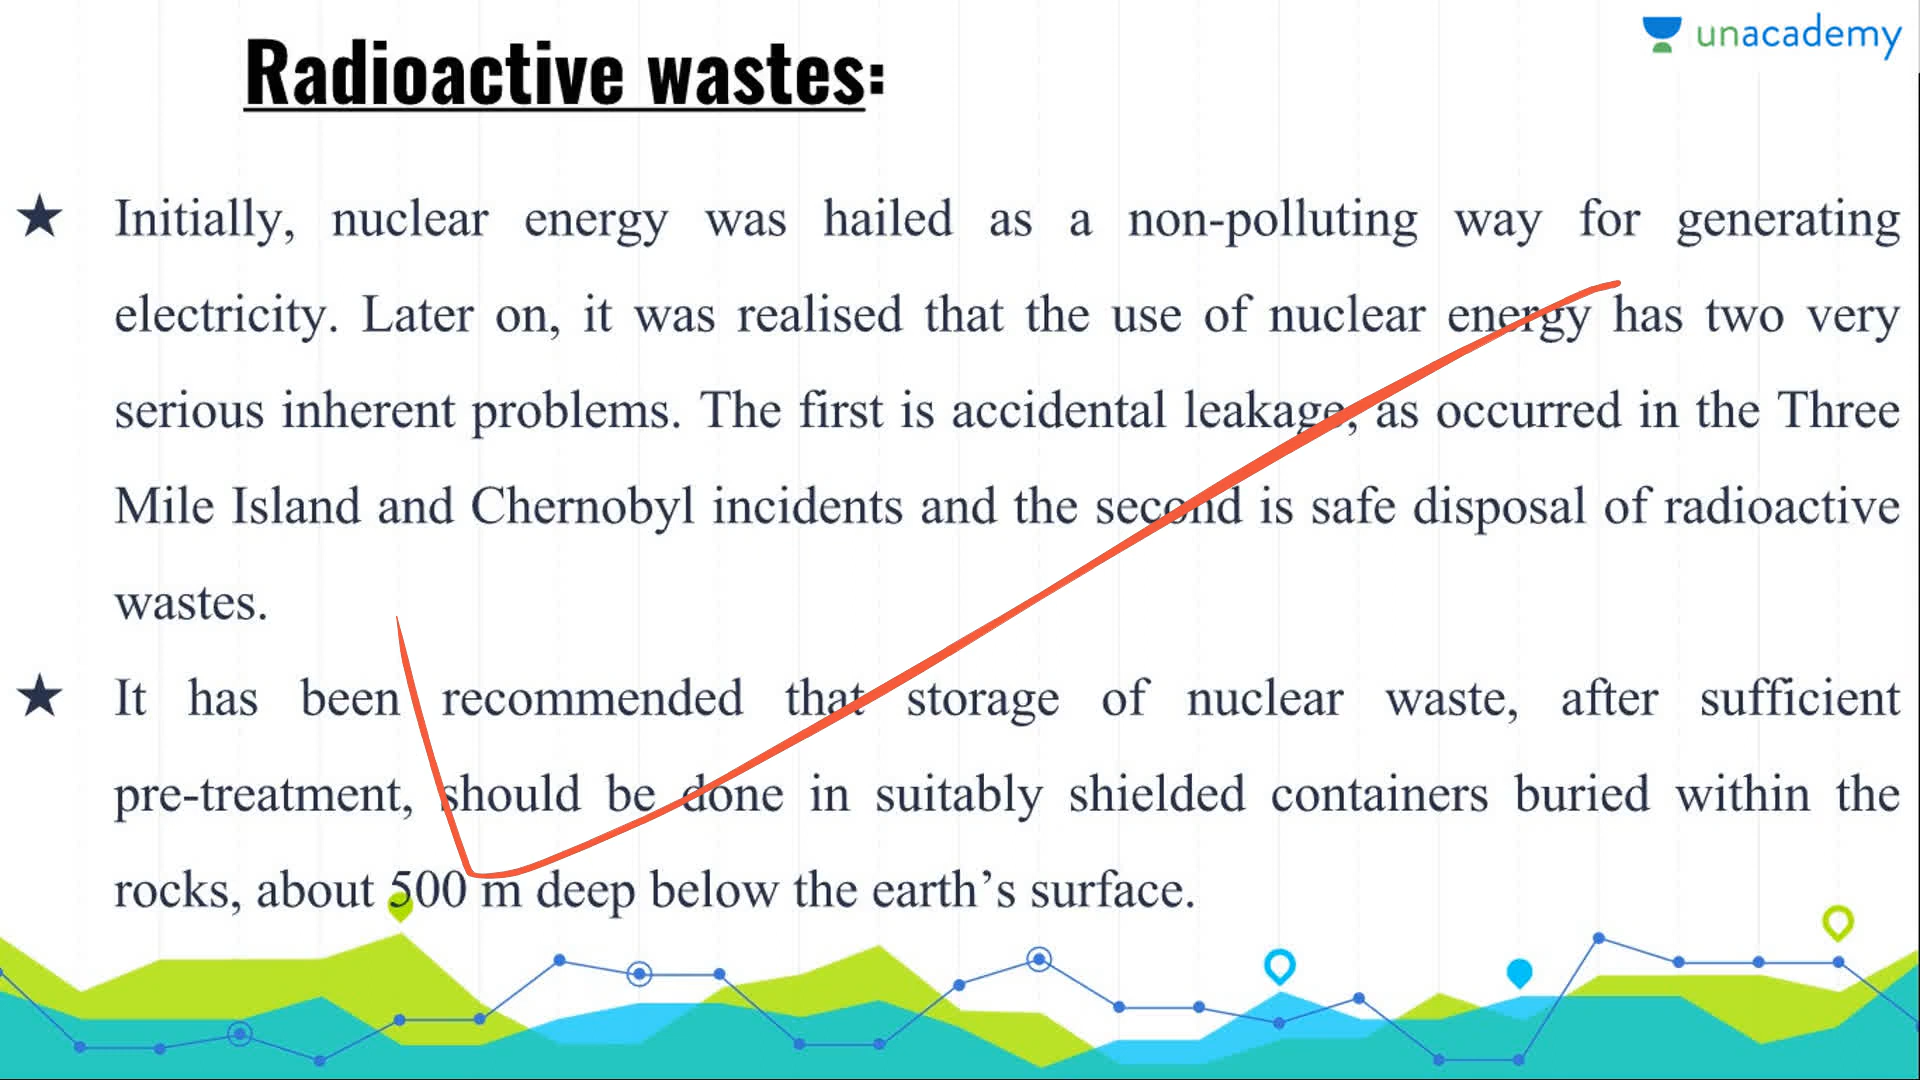 Radioactive wastes:
unacademy
★ Initially, nuclear energy was hailed as a non-polluting way for generating
electricity. Later on, it was realised that the use of nuclear energy has two very
serious inherent problems. The first is accidental leakage, as occurred in the Three
Mile Island and Chernobyl incidents and the second is safe disposal of radioactive
wastes.
★ It has been recommended that storage of nuclear waste, after sufficient
pre-treatment, should be done in suitably shielded containers buried within the
rocks, about 500 m deep below the earth’s surface.